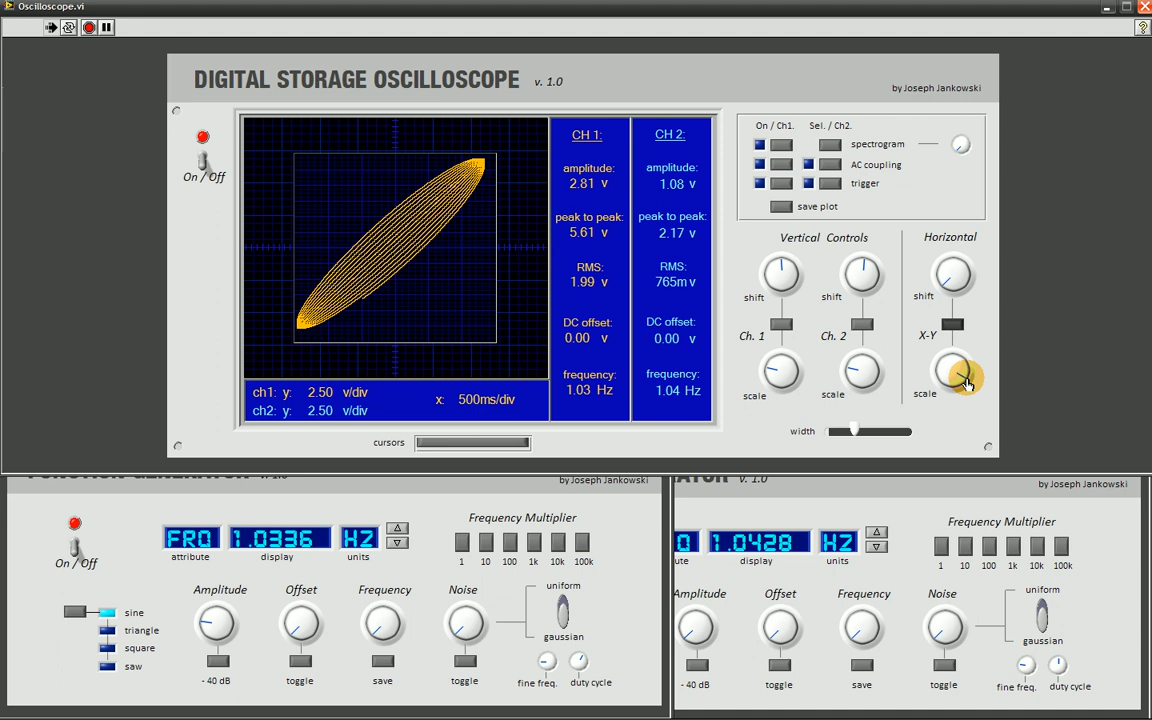 Oscilloscope.vi
?
DIGITAL STORAGE OSCILLOSCOPE v. 1.0
by Joseph Jankowski
On / Off
CH 1:
amplitude:
2.81 v
peak to peak:
5.61 v
RMS:
1.99 v
DC offset:
0.00 v
frequency:
1.03 Hz
CH 2:
amplitude:
1.08 v
peak to peak:
2.17 v
RMS:
765m v
DC offset:
0.00 v
frequency:
1.04 Hz
ch1: y: 2.50 v/div
ch2: y: 2.50 v/div
x: 500ms/div
cursors
On / Ch1. Sel. / Ch2.
spectrogram
AC coupling
trigger
save plot
Vertical Controls
Horizontal
shift
shift
shift
Ch. 1
Ch. 2
X-Y
scale
scale
scale
width
v. 1.0
by Joseph Jankowski
On / Off
FRQ 1.0336 HZ
attribute display units
Frequency Multiplier
1 10 100 1k 10k 100k
sine
triangle
square
saw
Amplitude Offset Frequency Noise
- 40 dB toggle save toggle
uniform
gaussian
fine freq. duty cycle
v. 1.0
by Joseph Jankowski
1.0428 HZ
display units
Frequency Multiplier
1 10 100 1k 10k 100k
Amplitude Offset Frequency Noise
- 40 dB toggle save toggle
uniform
gaussian
fine freq. duty cycle